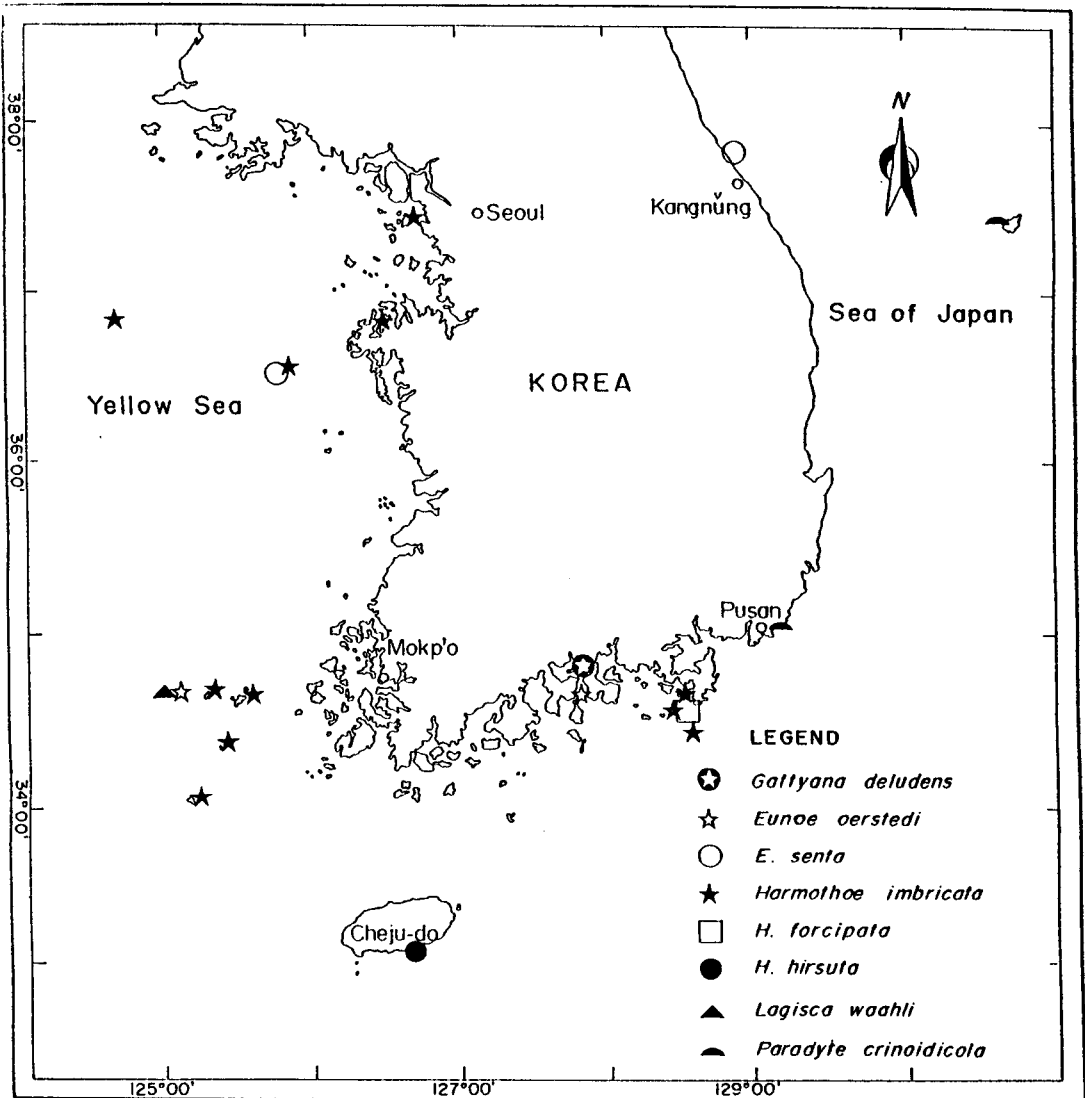 N
38°00'
Seoul
Kangnŭng
Sea of Japan
KOREA
Yellow Sea
36°00'
Pusan
Mokp'o
LEGEND
Gattyana deludens
Eunoe oerstedi
34°00'
E. senta
Harmothoe imbricata
Cheju-do
H. forcipata
H. hirsuta
Lagisca waahli
Paradyte crinoidicola
125°00' 127°00' 129°00'